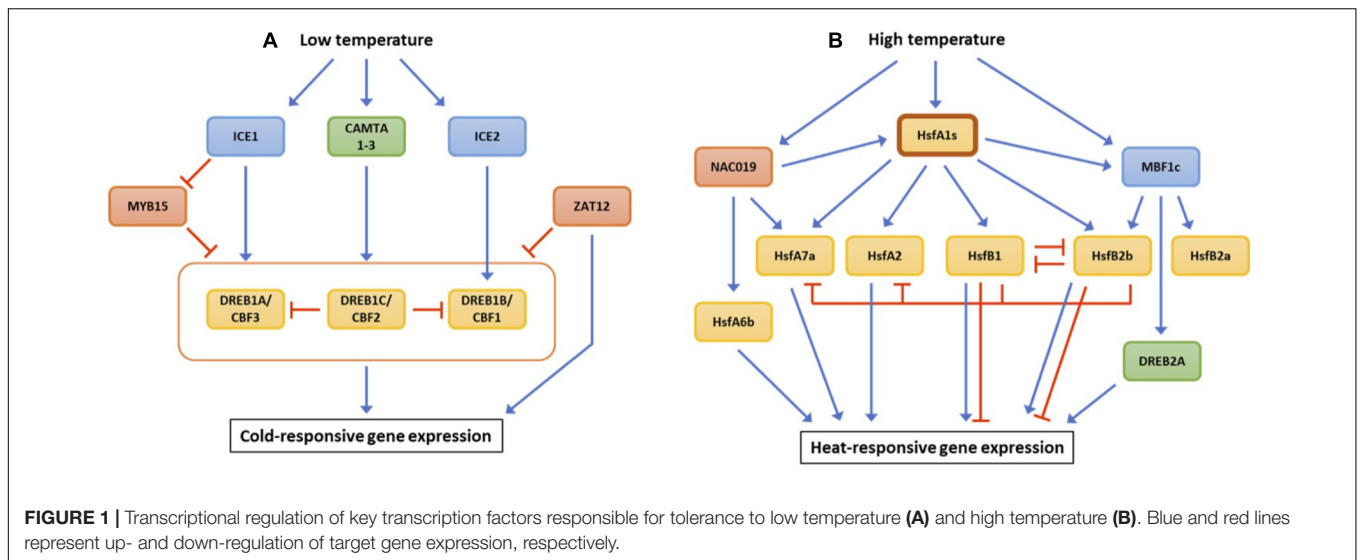 A Low temperature
ICE1
CAMTA
1-3
ICE2
MYB15
ZAT12
DREB1A/
CBF3
DREB1C/
CBF2
DREB1B/
CBF1
Cold-responsive gene expression
B High temperature
HsfA1s
NAC019
MBF1c
HsfA7a
HsfA2
HsfB1
HsfB2b
HsfB2a
HsfA6b
DREB2A
Heat-responsive gene expression
FIGURE 1 | Transcriptional regulation of key transcription factors responsible for tolerance to low temperature (A) and high temperature (B). Blue and red lines
represent up- and down-regulation of target gene expression, respectively.